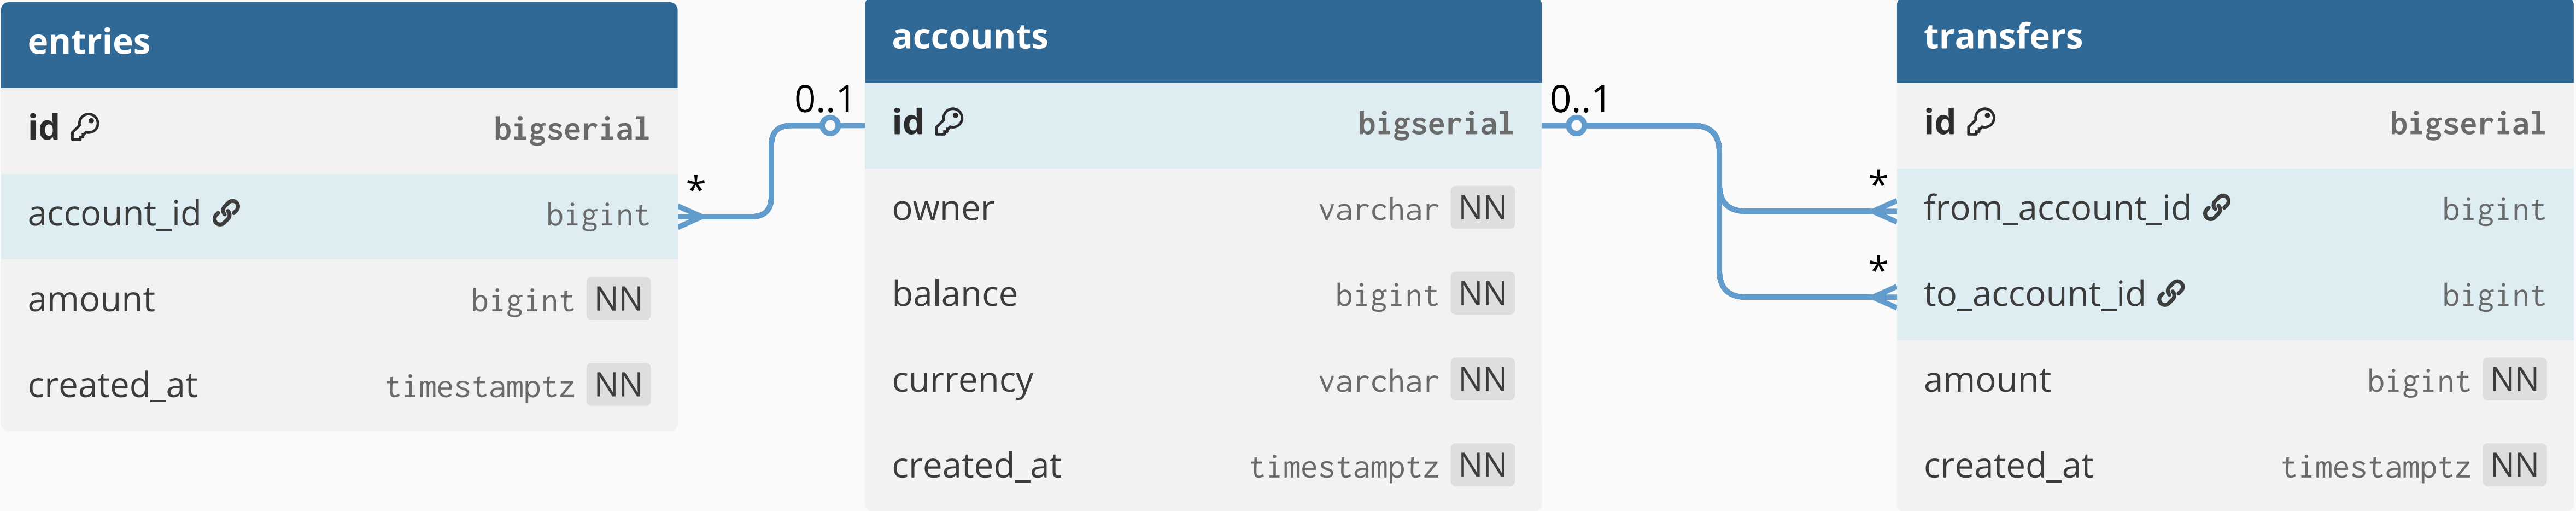 entries
id bigserial
account_id bigint
amount bigint NN
created_at timestamptz NN
*
0..1
accounts
id bigserial
owner varchar NN
balance bigint NN
currency varchar NN
created_at timestamptz NN
0..1
*
*
transfers
id bigserial
from_account_id bigint
to_account_id bigint
amount bigint NN
created_at timestamptz NN